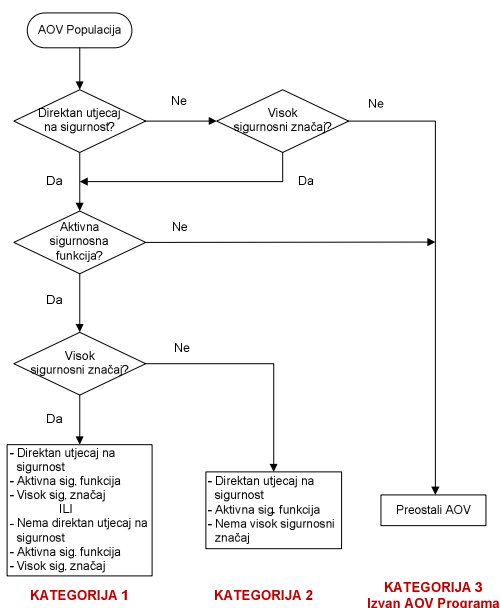 AOV Populacija
Direktan utjecaj
na sigurnost?
Ne
Visok
sigurnosni značaj?
Ne
Da
Da
Aktivna
sigurnosna
funkcija?
Ne
Da
Visok
sigurnosni značaj?
Ne
Da
- Direktan utjecaj na
sigurnost
- Aktivna sig. funkcija
- Visok sig. značaj
ILI
- Nema direktan utjecaj na
sigurnost
- Aktivna sig. funkcija
- Visok sig. značaj
- Direktan utjecaj na
sigurnost
- Aktivna sig. funkcija
- Nema visok sigurnosni
značaj
Preostali AOV
KATEGORIJA 1
KATEGORIJA 2
KATEGORIJA 3
Izvan AOV Programa